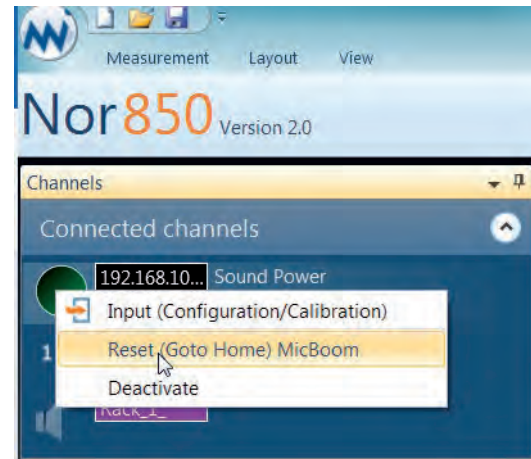 Measurement Layout View
Nor850 Version 2.0
Channels
Connected channels
192.168.10... Sound Power
Input (Configuration/Calibration)
1 Reset (Goto Home) MicBoom
Deactivate
Rack_1_